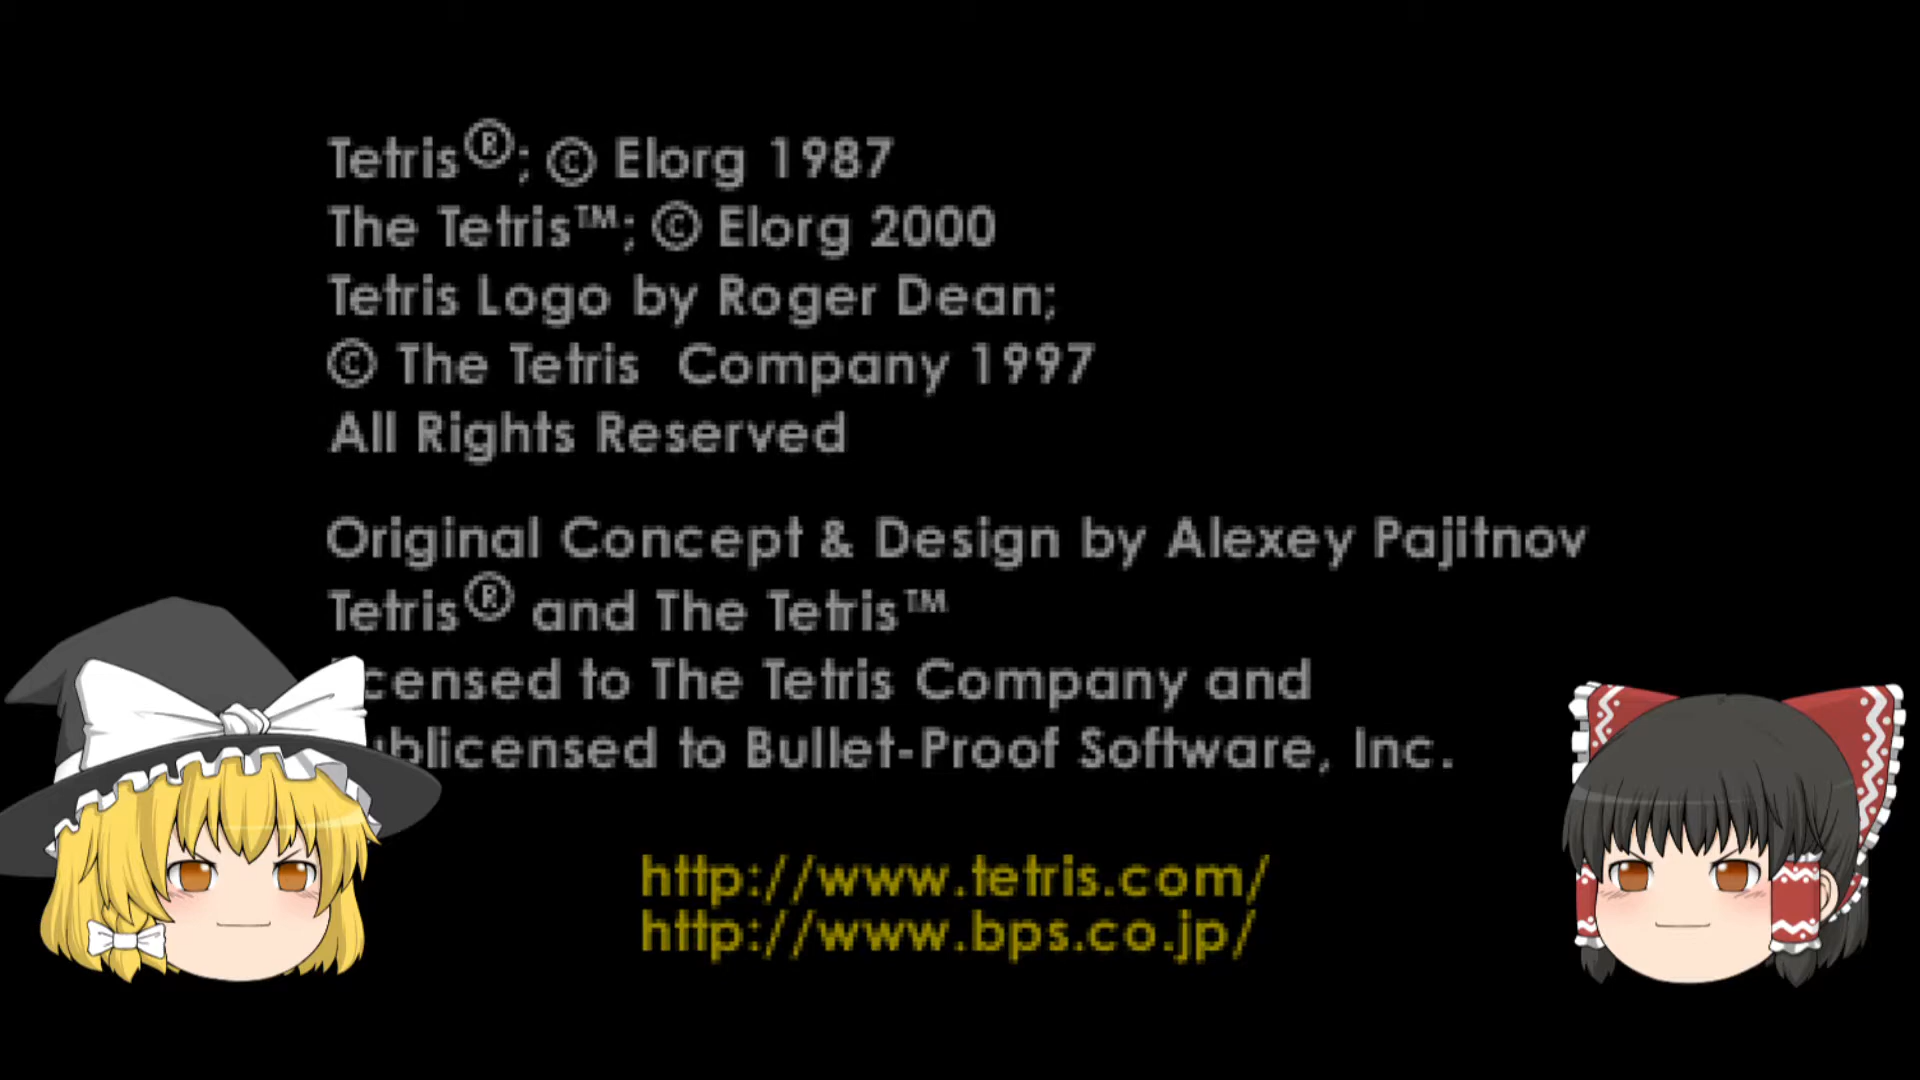 Tetris®; © Elorg 1987
The Tetris™; © Elorg 2000
Tetris Logo by Roger Dean;
© The Tetris Company 1997
All Rights Reserved
Original Concept & Design by Alexey Pajitnov
Tetris® and The Tetris™
to The Tetris Company and
to Bullet-Proof Software, Inc.
http://www.tetris.com/
http://www.bps.co.jp/